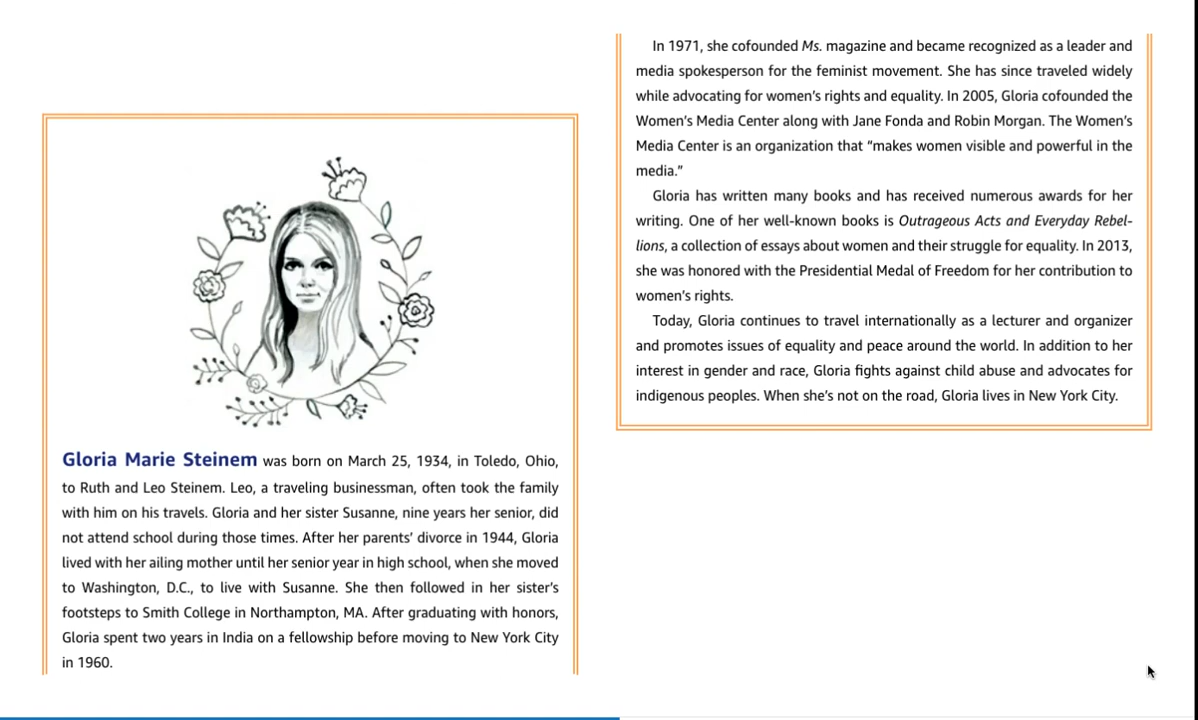 Gloria Marie Steinem was born on March 25, 1934, in Toledo, Ohio,
to Ruth and Leo Steinem. Leo, a traveling businessman, often took the family
with him on his travels. Gloria and her sister Susanne, nine years her senior, did
not attend school during those times. After her parents’ divorce in 1944, Gloria
lived with her ailing mother until her senior year in high school, when she moved
to Washington, D.C., to live with Susanne. She then followed in her sister’s
footsteps to Smith College in Northampton, MA. After graduating with honors,
Gloria spent two years in India on a fellowship before moving to New York City
in 1960.
In 1971, she cofounded Ms. magazine and became recognized as a leader and
media spokesperson for the feminist movement. She has since traveled widely
while advocating for women’s rights and equality. In 2005, Gloria cofounded the
Women’s Media Center along with Jane Fonda and Robin Morgan. The Women’s
Media Center is an organization that “makes women visible and powerful in the
media.”
Gloria has written many books and has received numerous awards for her
writing. One of her well-known books is Outrageous Acts and Everyday Rebel-
lions, a collection of essays about women and their struggle for equality. In 2013,
she was honored with the Presidential Medal of Freedom for her contribution to
women’s rights.
Today, Gloria continues to travel internationally as a lecturer and organizer
and promotes issues of equality and peace around the world. In addition to her
interest in gender and race, Gloria fights against child abuse and advocates for
indigenous peoples. When she’s not on the road, Gloria lives in New York City.